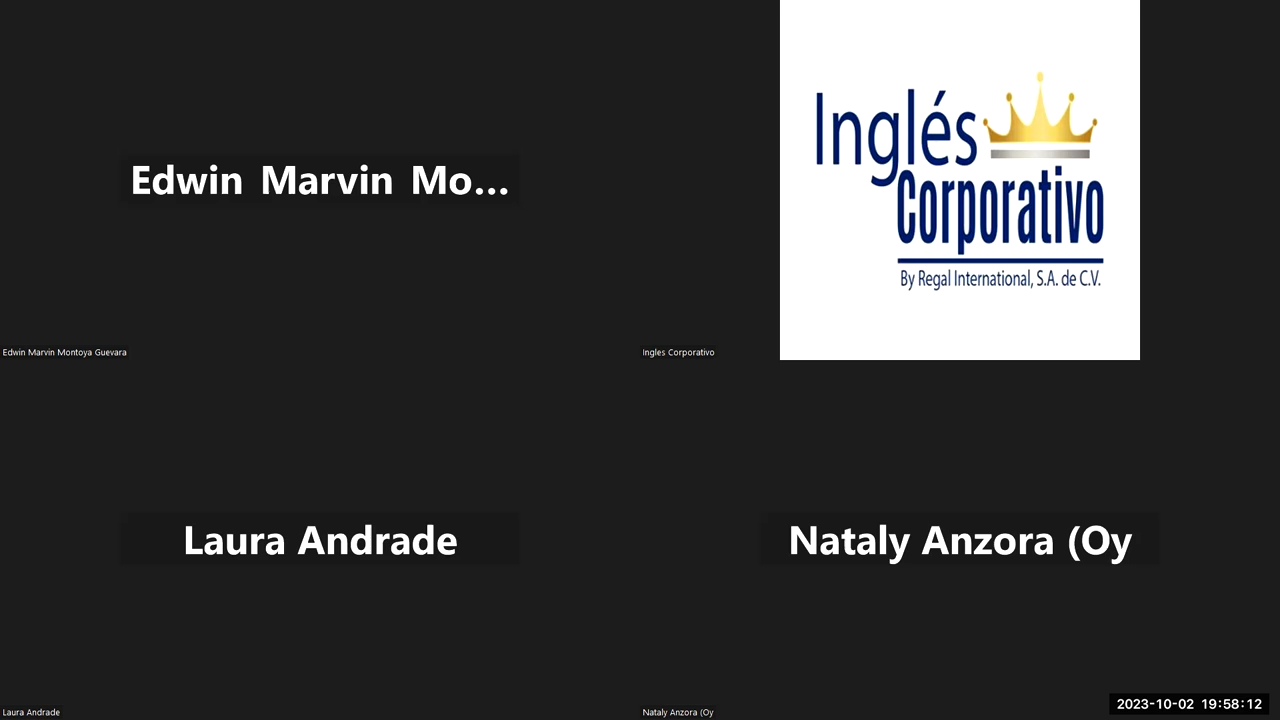 Edwin Marvin Mo...
Edwin Marvin Montoya Guevara
Inglés
Corporativo
By Regal International, S.A. de C.V.
Ingles Corporativo
Laura Andrade
Laura Andrade
Nataly Anzora (Oy
Nataly Anzora (Oy
2023-10-02 19:58:12